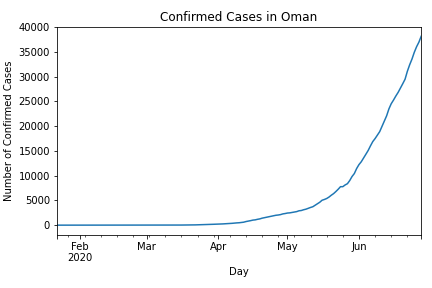 Confirmed Cases in Oman
40000
35000
30000
25000
20000
15000
10000
5000
0
Number of Confirmed Cases
Feb
2020
Mar
Apr
May
Jun
Day